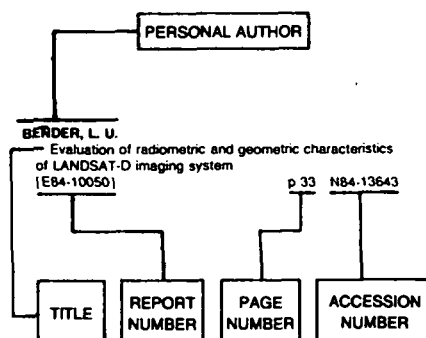 PERSONAL AUTHOR
BENDER, L. U.
Evaluation of radiometric and geometric characteristics
of LANDSAT-D imaging system
[E84-10050] p 33 N84-13643
TITLE REPORT NUMBER PAGE NUMBER ACCESSION NUMBER